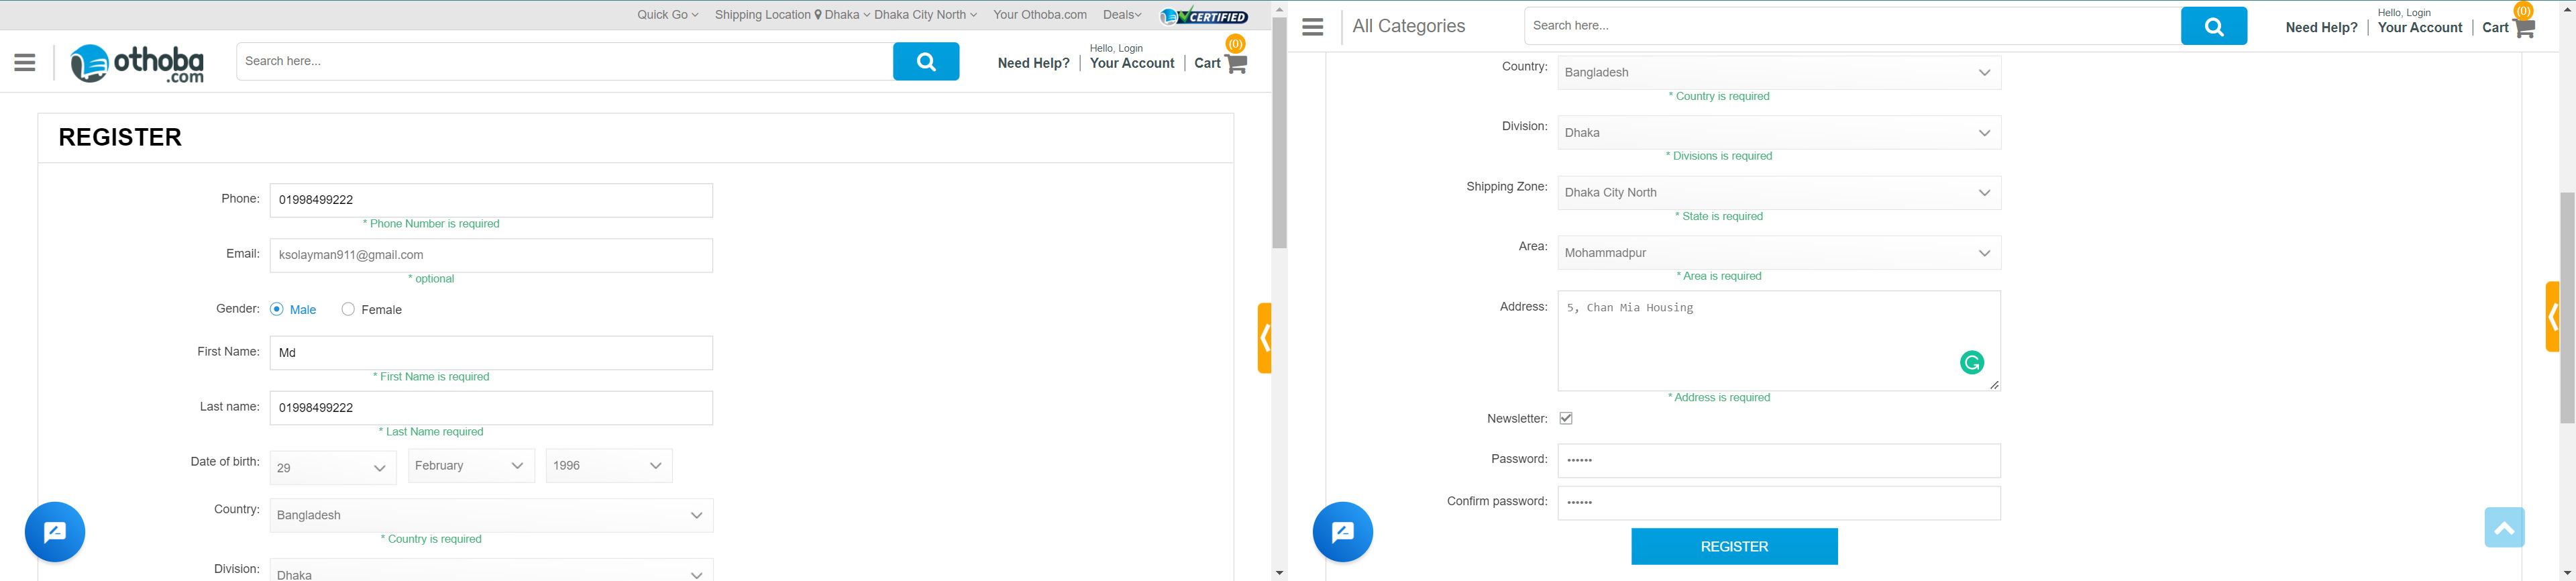 Quick Go Shipping Location Dhaka Dhaka City North Your Othoba.com Deals CERTIFIED
othoba.com
Search here...
Need Help?
Hello, Login
Your Account
Cart
(0)
REGISTER
Phone: 01998499222
* Phone Number is required
Email: ksolayman911@gmail.com
* optional
Gender: Male Female
First Name: Md
* First Name is required
Last name: 01998499222
* Last Name required
Date of birth: 29 February 1996
Country: Bangladesh
* Country is required
Division: Dhaka
All Categories
Search here...
Need Help?
Hello, Login
Your Account
Cart
(0)
Country: Bangladesh
* Country is required
Division: Dhaka
* Divisions is required
Shipping Zone: Dhaka City North
* State is required
Area: Mohammadpur
* Area is required
Address: 5, Chan Mia Housing
* Address is required
Newsletter:
Password: ••••••
Confirm password: ••••••
REGISTER